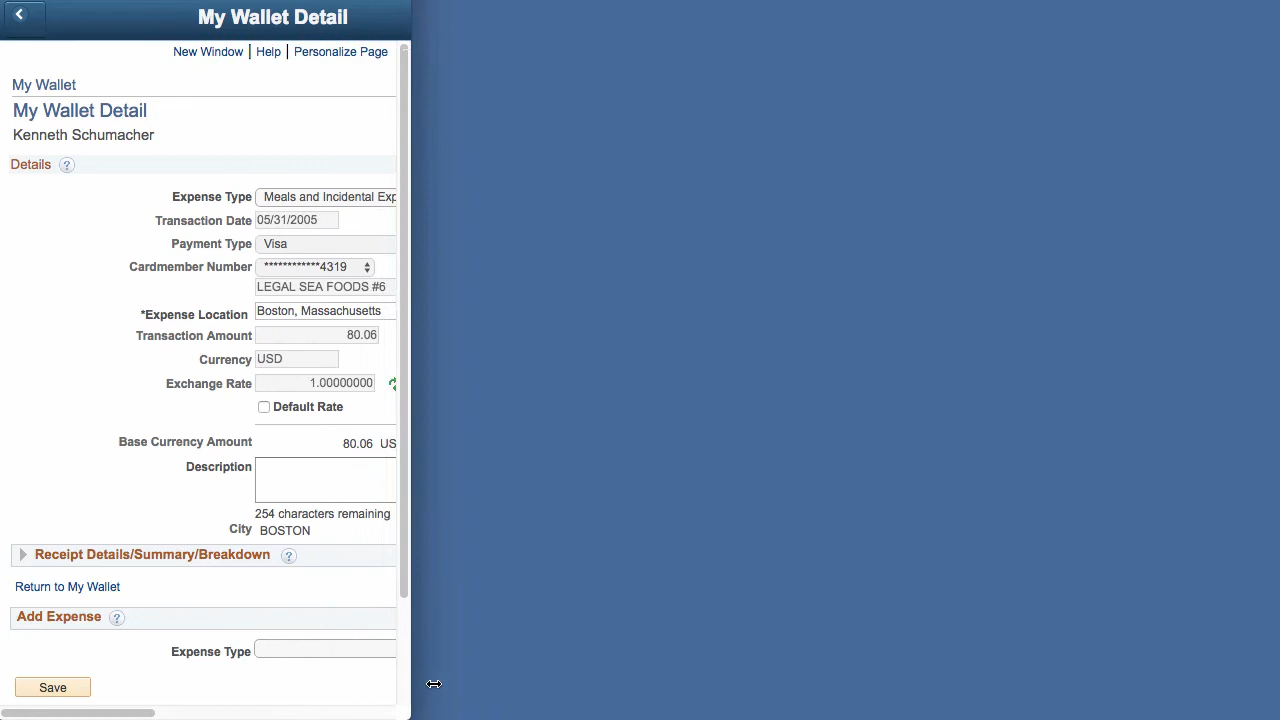 My Wallet Detail
New Window | Help | Personalize Page
My Wallet
My Wallet Detail
Kenneth Schumacher
Details ?
Expense Type Meals and Incidental Exp
Transaction Date 05/31/2005
Payment Type Visa
Cardmember Number ************4319
LEGAL SEA FOODS #6
*Expense Location Boston, Massachusetts
Transaction Amount 80.06
Currency USD
Exchange Rate 1.00000000
Default Rate
Base Currency Amount 80.06 US
Description
254 characters remaining
City BOSTON
Receipt Details/Summary/Breakdown ?
Return to My Wallet
Add Expense ?
Expense Type
Save